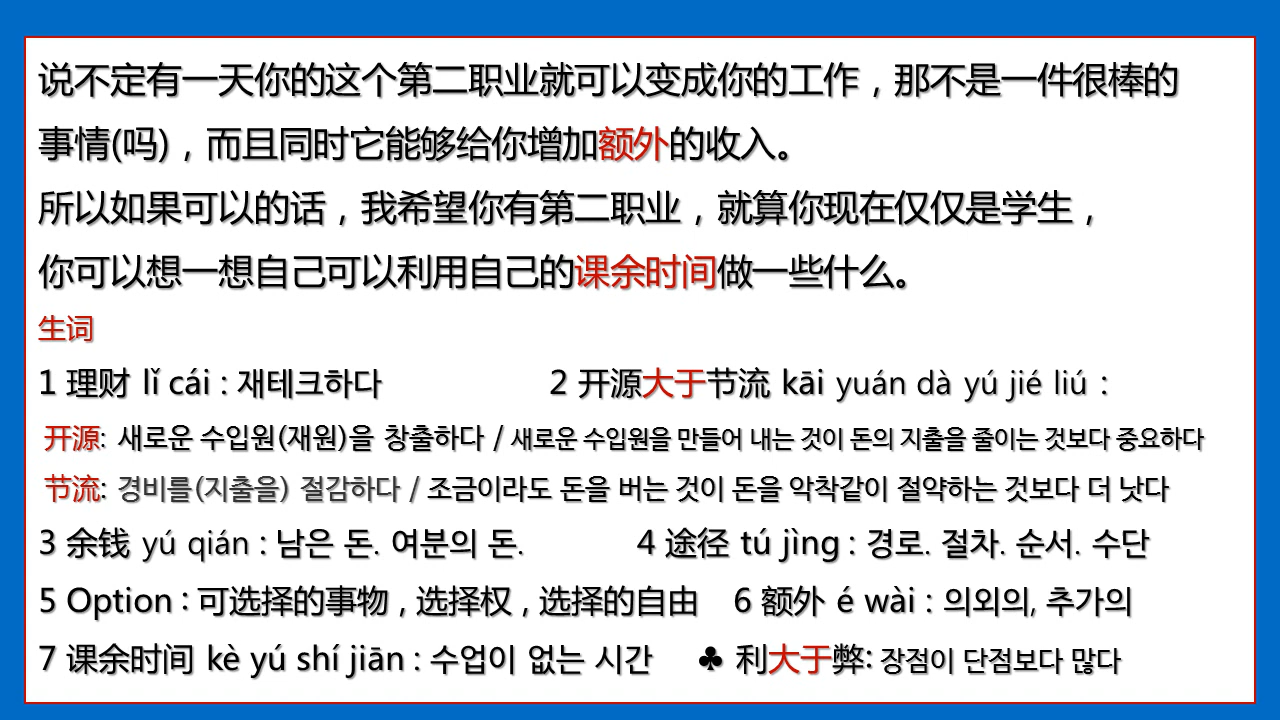 说不定有一天你的这个第二职业就可以变成你的工作，那不是一件很棒的
事情(吗)，而且同时它能够给你增加额外的收入。
所以如果可以的话，我希望你有第二职业，就算你现在仅仅是学生，
你可以想一想自己可以利用自己的课余时间做一些什么。
生词
1 理财 lǐ cái : 재테크하다 2 开源大于节流 kāi yuán dà yú jié liú :
开源: 새로운 수입원(재원)을 창출하다 / 새로운 수입원을 만들어 내는 것이 돈의 지출을 줄이는 것보다 중요하다
节流: 경비를(지출을) 절감하다 / 조금이라도 돈을 버는 것이 돈을 악착같이 절약하는 것보다 더 낫다
3 余钱 yú qián : 남은 돈. 여분의 돈. 4 途径 tú jìng : 경로. 절차. 순서. 수단
5 Option : 可选择的事物 , 选择权 , 选择的自由 6 额外 é wài : 의외의, 추가의
7 课余时间 kè yú shí jiān : 수업이 없는 시간 ♣ 利大于弊: 장점이 단점보다 많다